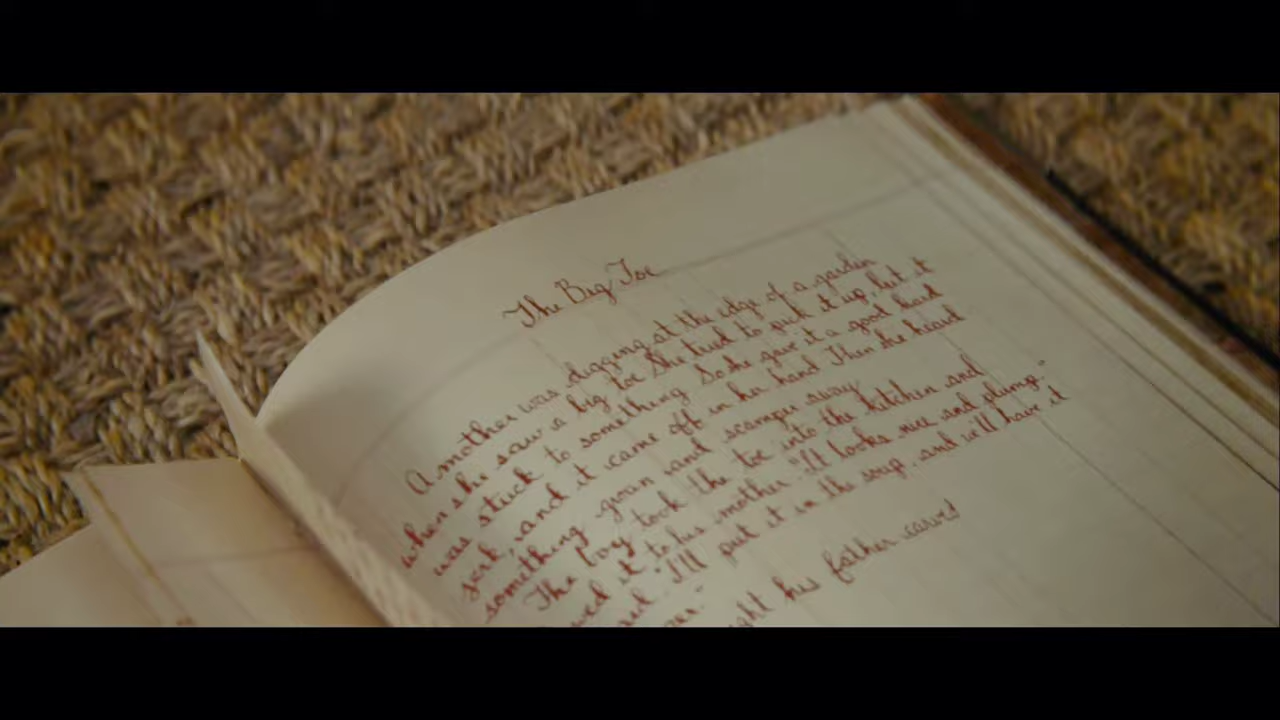 The Big Toe
A mother was digging at the edge of a garden
when she saw a big toe She tried to pick it up, but it
was stuck to something So she gave it a good hard
jerk, and it came off in her hand Then she heard
something groan and scamper away
The boy took the toe into the kitchen and
it to his mother "It looks nice and plump."
"I'll put it in the soup, and we'll have it
his father carved